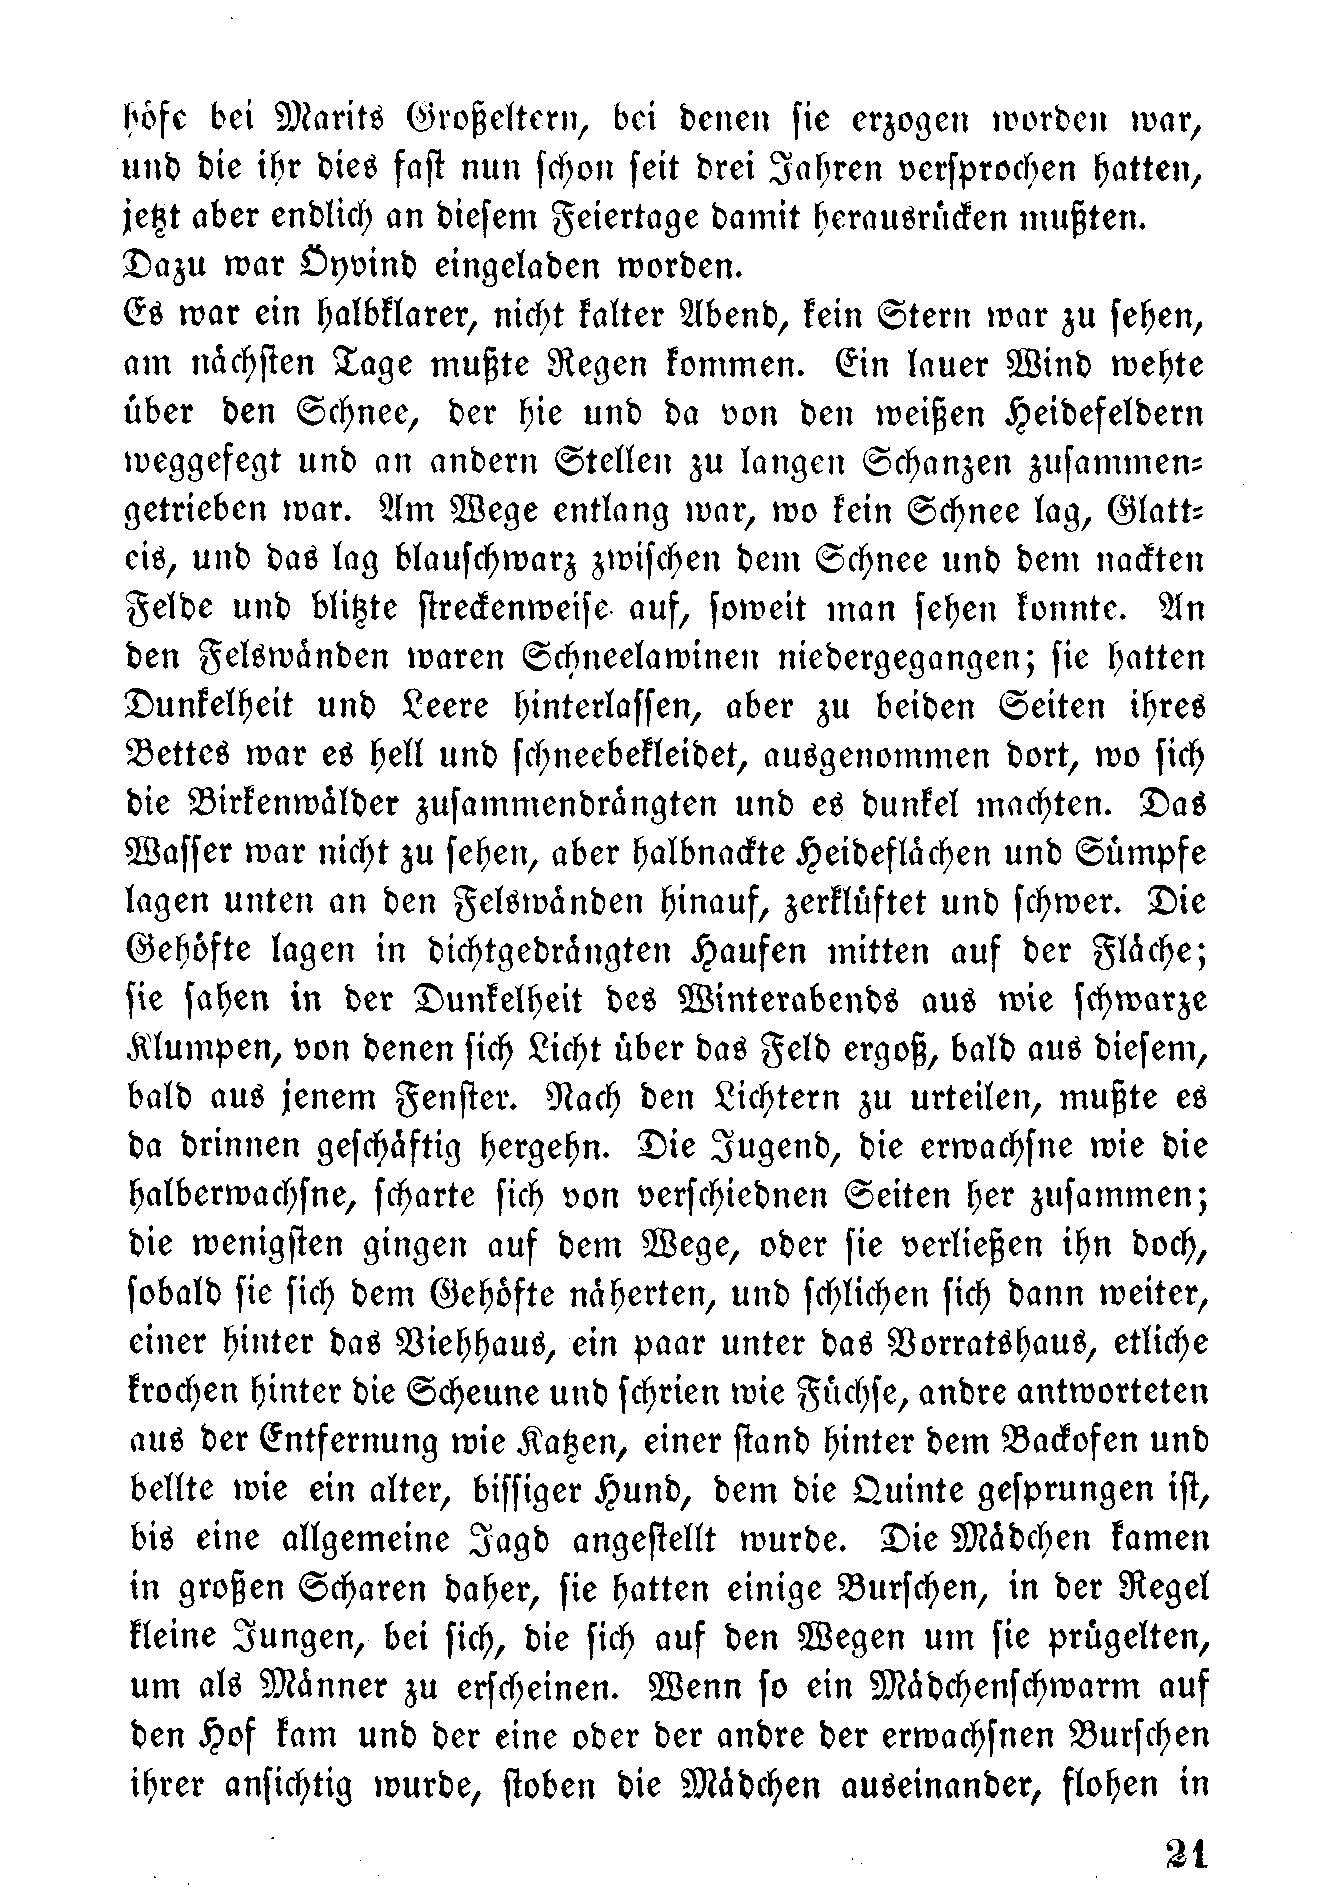 höfe bei Marits Großeltern, bei denen sie erzogen worden war,
und die ihr dies fast nun schon seit drei Jahren versprochen hatten,
jetzt aber endlich an diesem Feiertage damit herausrücken mußten.
Dazu war Öyvind eingeladen worden.
Es war ein halbklarer, nicht kalter Abend, kein Stern war zu sehen,
am nächsten Tage mußte Regen kommen. Ein lauer Wind wehte
über den Schnee, der hie und da von den weißen Heidefeldern
weggefegt und an andern Stellen zu langen Schanzen zusammen-
getrieben war. Am Wege entlang war, wo kein Schnee lag, Glatt-
eis, und das lag blauschwarz zwischen dem Schnee und dem nackten
Felde und blitzte streckenweise auf, soweit man sehen konnte. An
den Felswänden waren Schneelawinen niedergegangen; sie hatten
Dunkelheit und Leere hinterlassen, aber zu beiden Seiten ihres
Bettes war es hell und schneebekleidet, ausgenommen dort, wo sich
die Birkenwälder zusammendrängten und es dunkel machten. Das
Wasser war nicht zu sehen, aber halbnackte Heideflächen und Sümpfe
lagen unten an den Felswänden hinauf, zerklüftet und schwer. Die
Gehöfte lagen in dichtgedrängten Haufen mitten auf der Fläche;
sie sahen in der Dunkelheit des Winterabends aus wie schwarze
Klumpen, von denen sich Licht über das Feld ergoß, bald aus diesem,
bald aus jenem Fenster. Nach den Lichtern zu urteilen, mußte es
da drinnen geschäftig hergehn. Die Jugend, die erwachsne wie die
halberwachsne, scharte sich von verschiednen Seiten her zusammen;
die wenigsten gingen auf dem Wege, oder sie verließen ihn doch,
sobald sie sich dem Gehöfte näherten, und schlichen sich dann weiter,
einer hinter das Viehhaus, ein paar unter das Vorratshaus, etliche
krochen hinter die Scheune und schrien wie Füchse, andre antworteten
aus der Entfernung wie Katzen, einer stand hinter dem Backofen und
bellte wie ein alter, bissiger Hund, dem die Quinte gesprungen ist,
bis eine allgemeine Jagd angestellt wurde. Die Mädchen kamen
in großen Scharen daher, sie hatten einige Burschen, in der Regel
kleine Jungen, bei sich, die sich auf den Wegen um sie prügelten,
um als Männer zu erscheinen. Wenn so ein Mädchenschwarm auf
den Hof kam und der eine oder der andre der erwachsnen Burschen
ihrer ansichtig wurde, stoben die Mädchen auseinander, flohen in
21